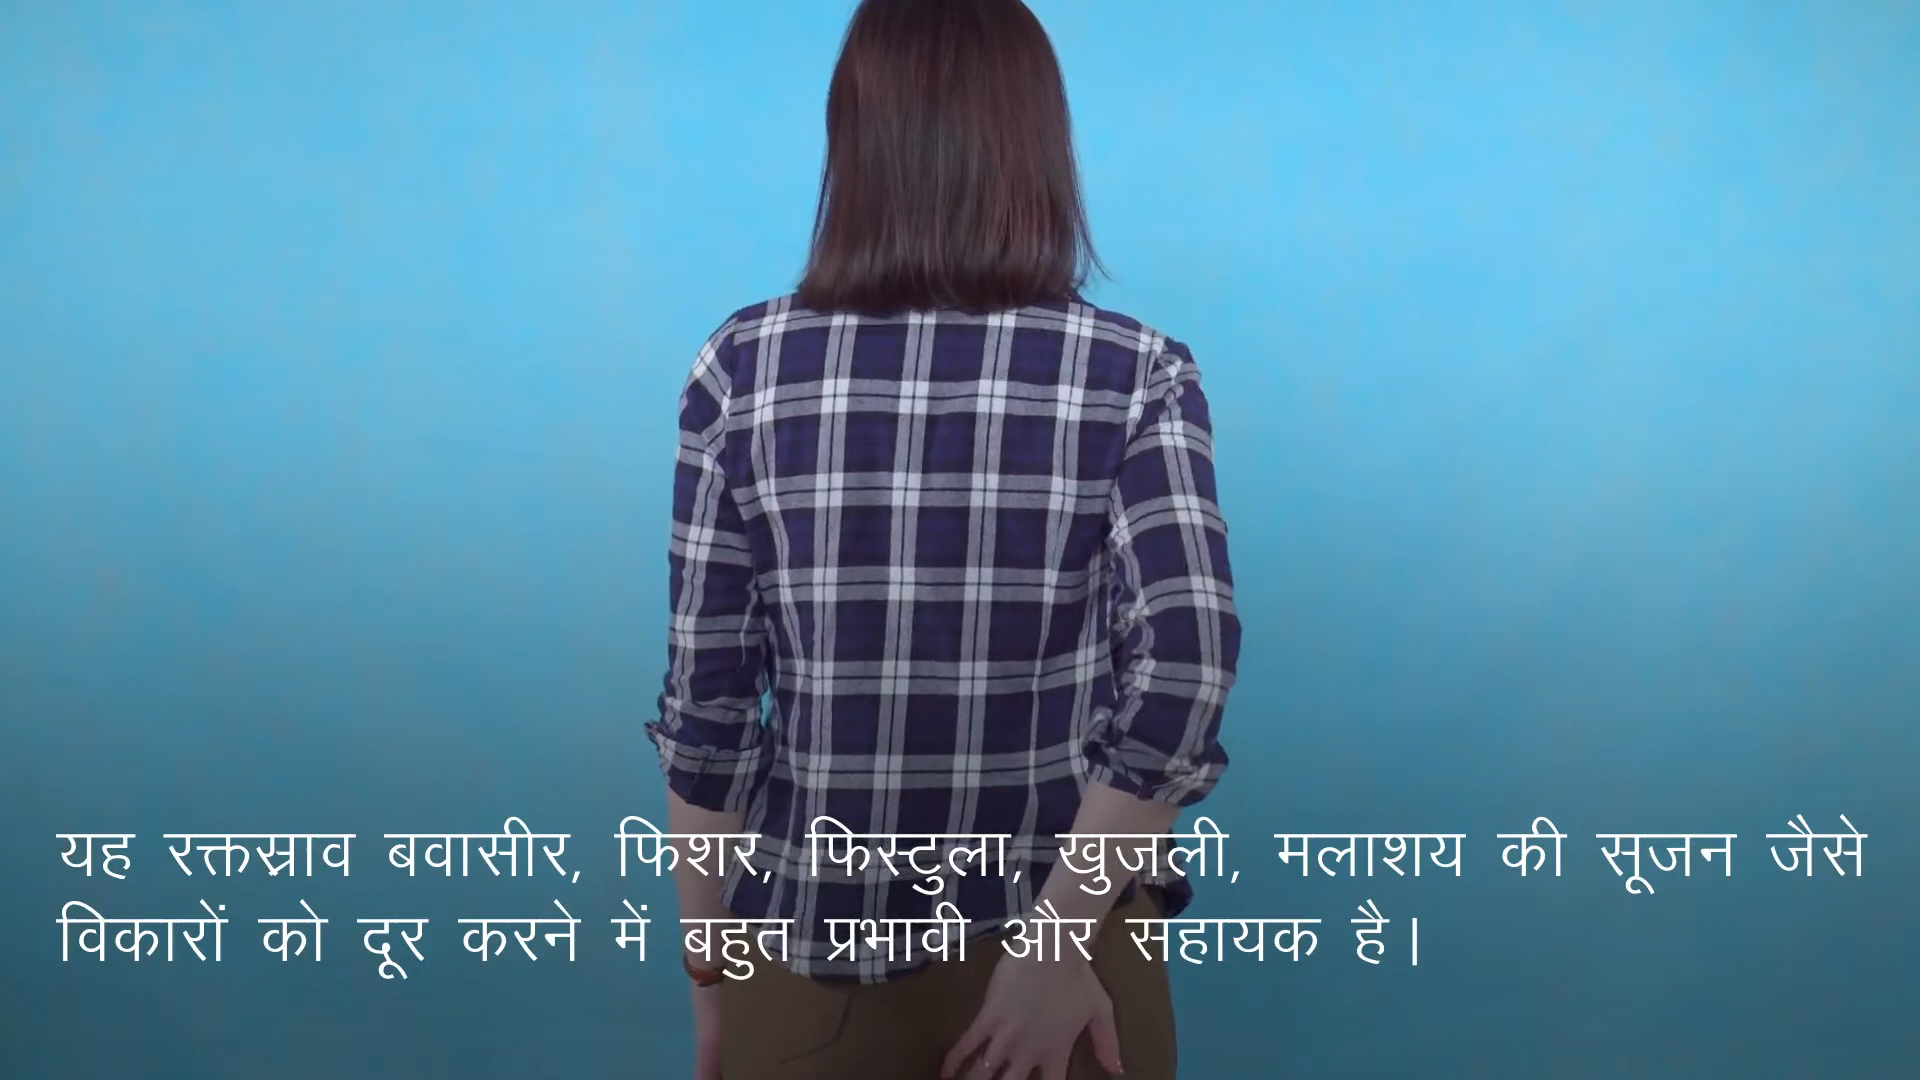 यह रक्तस्राव बवासीर, फिशर, फिस्टुला, खुजली, मलाशय की सूजन जैसे
विकारों को दूर करने में बहुत प्रभावी और सहायक है।